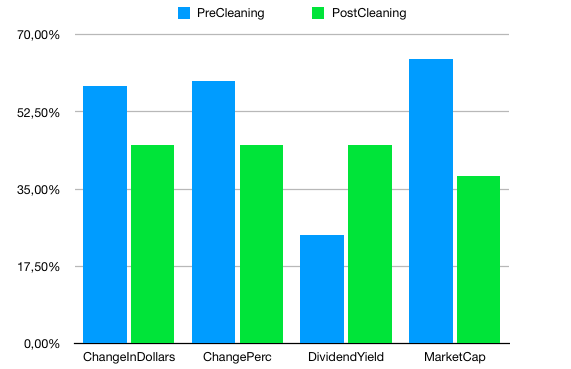 PreCleaning PostCleaning
70,00%
52,50%
35,00%
17,50%
0,00%
ChangeInDollars ChangePerc DividendYield MarketCap